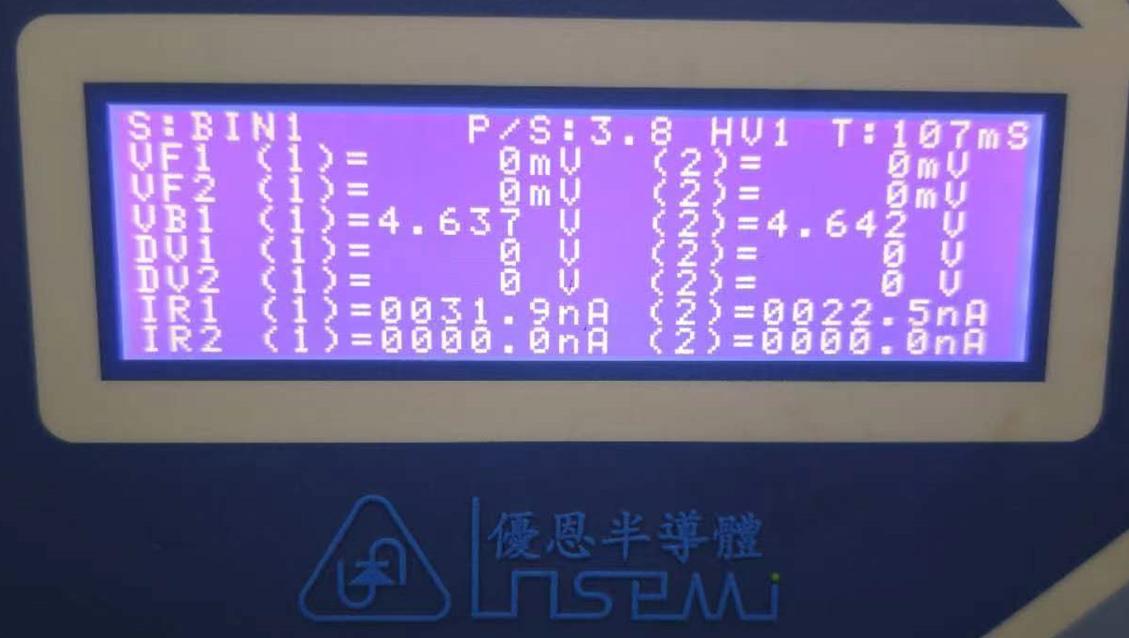 S:BIN1 P/S:3.8 HV1 T:107mS
VF1 (1)= 0mV (2)= 0mV
VF2 (1)= 0mV (2)= 0mV
VB1 (1)=4.637 V (2)=4.642 V
DV1 (1)= 0 V (2)= 0 V
DV2 (1)= 0 V (2)= 0 V
IR1 (1)=0031.9nA (2)=0022.5nA
IR2 (1)=0000.0nA (2)=0000.0nA
優恩半導體
UNSEMi